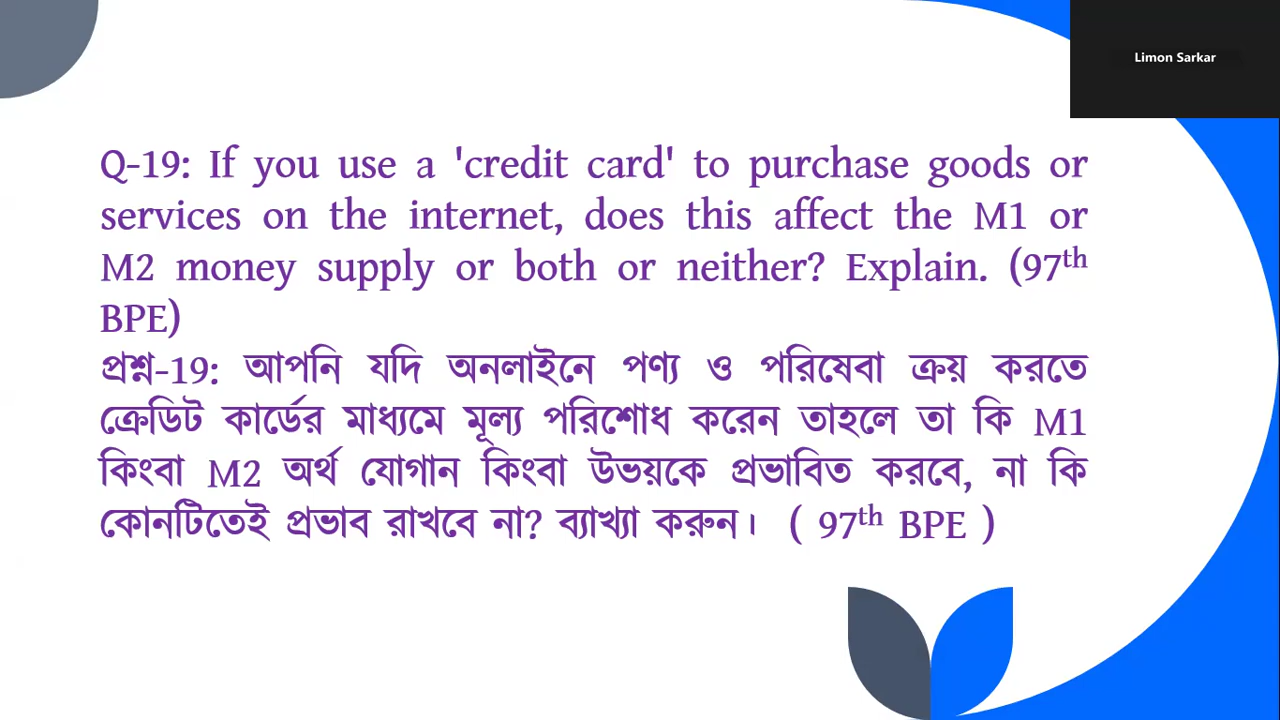 Limon Sarkar
Q-19: If you use a 'credit card' to purchase goods or
services on the internet, does this affect the M1 or
M2 money supply or both or neither? Explain. (97th
BPE)
প্রশ্ন-19: আপনি যদি অনলাইনে পণ্য ও পরিষেবা ক্রয় করতে
ক্রেডিট কার্ডের মাধ্যমে মূল্য পরিশোধ করেন তাহলে তা কি M1
কিংবা M2 অর্থ যোগান কিংবা উভয়কে প্রভাবিত করবে, না কি
কোনটিতেই প্রভাব রাখবে না? ব্যাখ্যা করুন। ( 97th BPE )